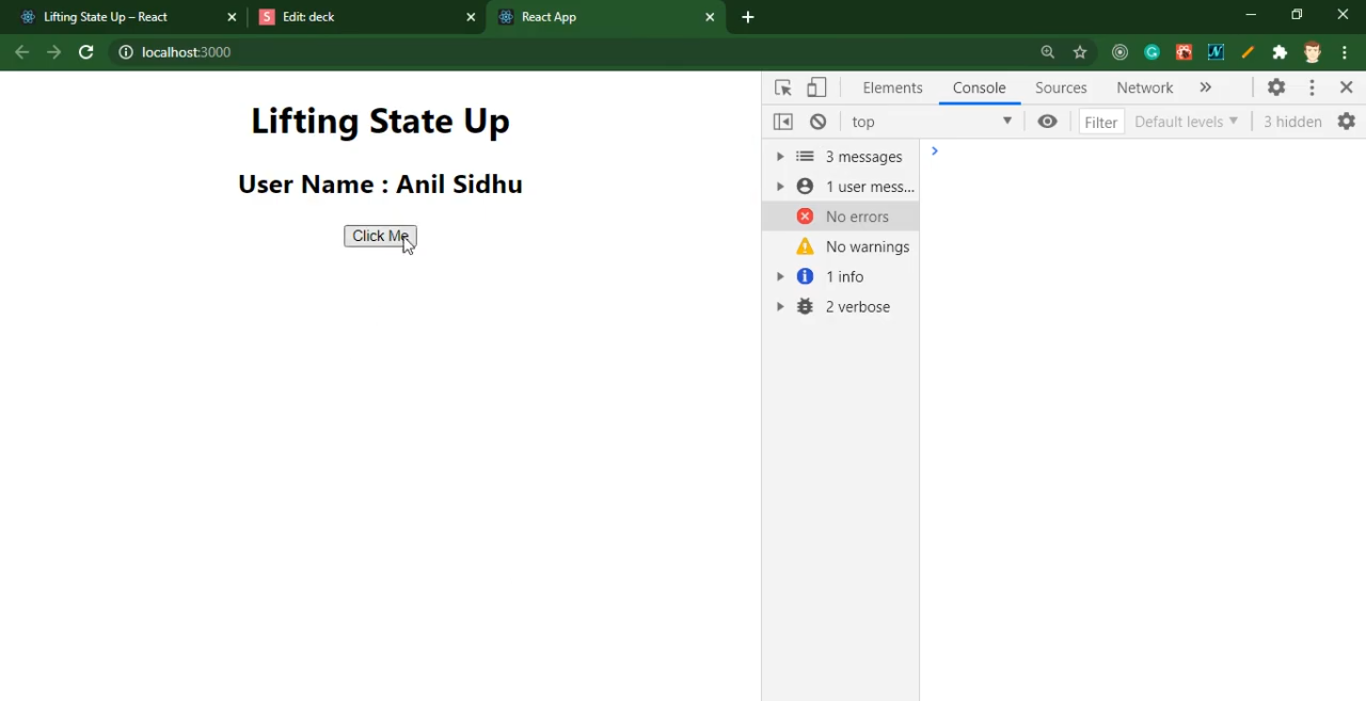 Lifting State Up – React
Edit: deck
React App
localhost:3000
Lifting State Up
User Name : Anil Sidhu
Click Me
Elements
Console
Sources
Network
top
Filter
Default levels
3 hidden
3 messages
1 user mess...
No errors
No warnings
1 info
2 verbose